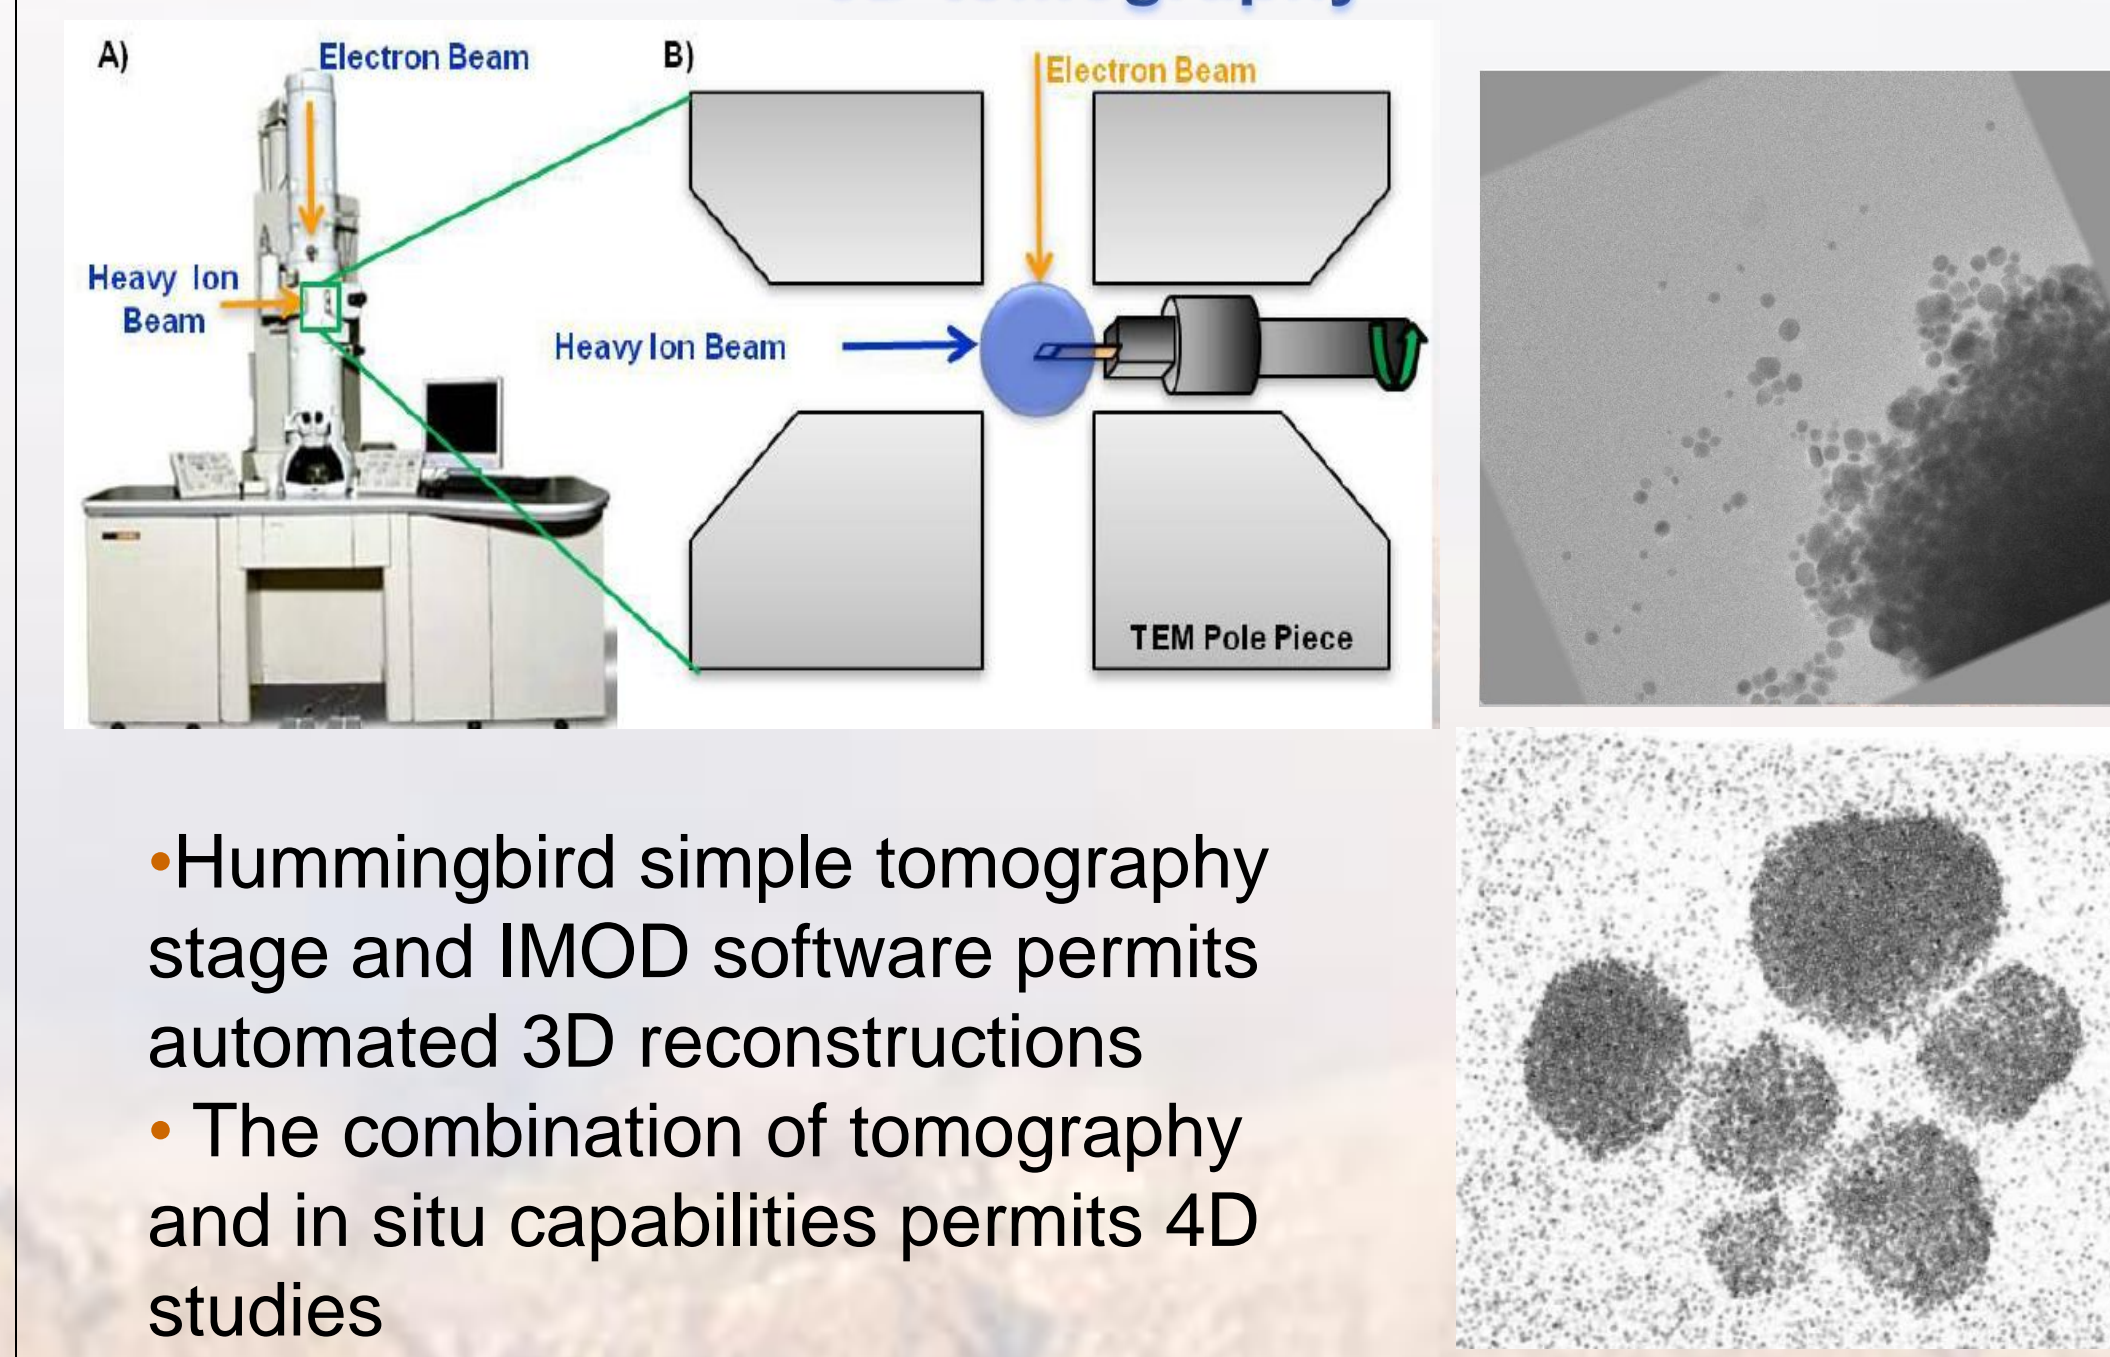 tomography
A)
Electron Beam
B)
Electron Beam
Heavy Ion
Beam
Heavy Ion Beam
TEM Pole Piece
•Hummingbird simple tomography
stage and IMOD software permits
automated 3D reconstructions
• The combination of tomography
and in situ capabilities permits 4D
studies